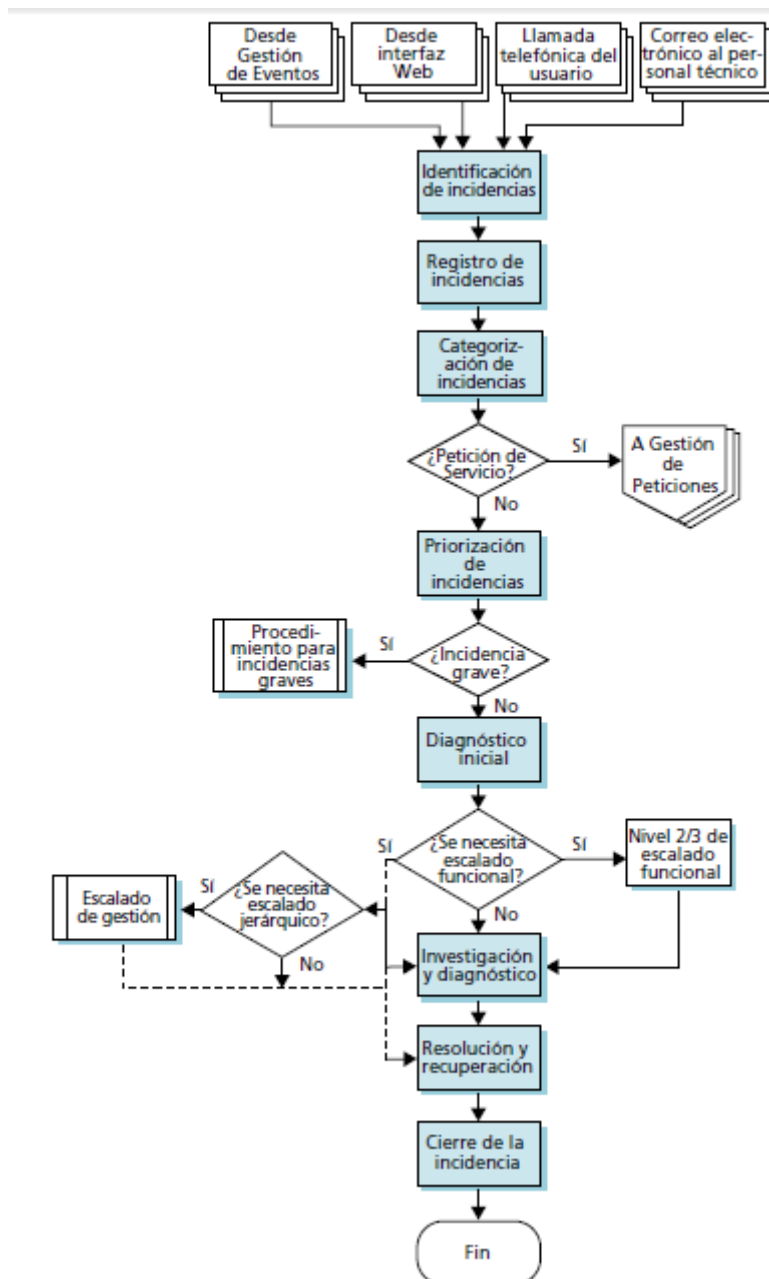 Desde
Gestión
de Eventos
Desde
interfaz
Web
Llamada
telefónica del
usuario
Correo elec-
trónico al per-
sonal técnico
Identificación
de incidencias
Registro de
incidencias
Categoriz-
ación de
incidencias
¿Petición de
Servicio?
Sí
A Gestión
de
Peticiones
No
Priorización
de
incidencias
Procedi-
miento para
incidencias
graves
Sí
¿Incidencia
grave?
No
Diagnóstico
inicial
Sí
¿Se necesita
escalado
funcional?
Sí
Nivel 2/3 de
escalado
funcional
No
Escalado
de gestión
Sí
¿Se necesita
escalado
jerárquico?
No
Investigación
y diagnóstico
Resolución y
recuperación
Cierre de la
incidencia
Fin